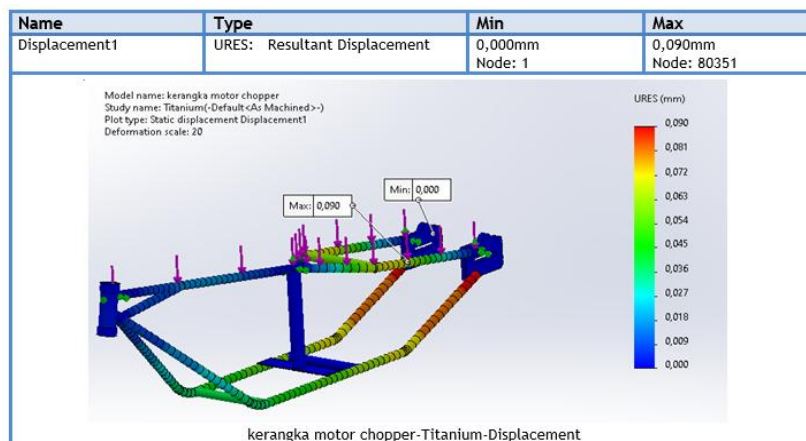 Name Type Min Max
Displacement1 URES: Resultant Displacement 0,000mm 0,090mm
Node: 1 Node: 80351
Model name: kerangka motor chopper
Study name: Titanium(-Default<As Machined>-)
Plot type: Static displacement Displacement1
Deformation scale: 20
URES (mm)
0,090
0,081
0,072
0,063
0,054
0,045
0,036
0,027
0,018
0,009
0,000
Min: 0,000
Max: 0,090
kerangka motor chopper-Titanium-Displacement